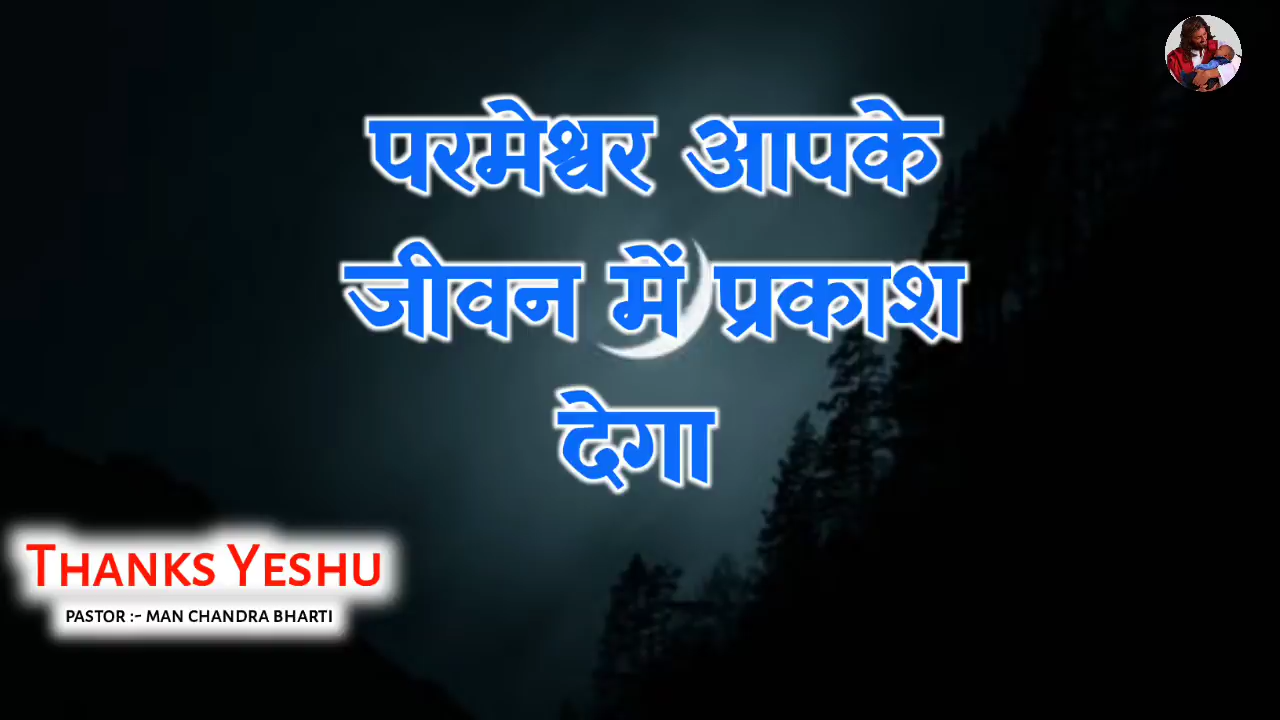 परमेश्वर आपके
जीवन में प्रकाश
देगा
THANKS YESHU
PASTOR :- MAN CHANDRA BHARTI